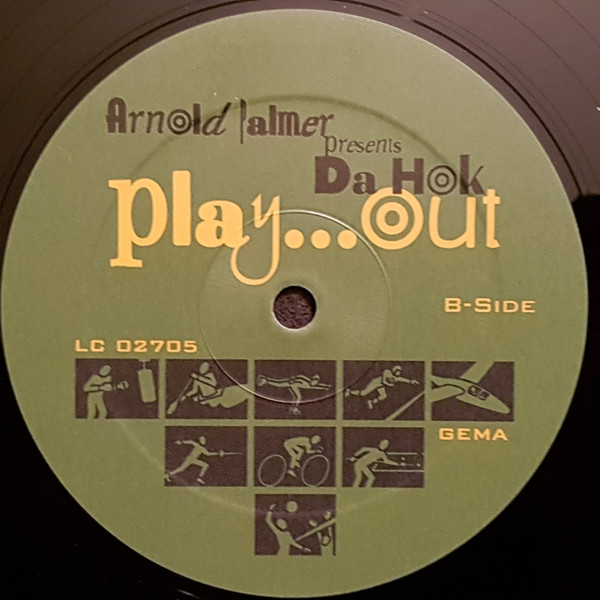 Arnold Palmer
presents
Da Hok
play...out
B-SIDE
LC 02705
GEMA